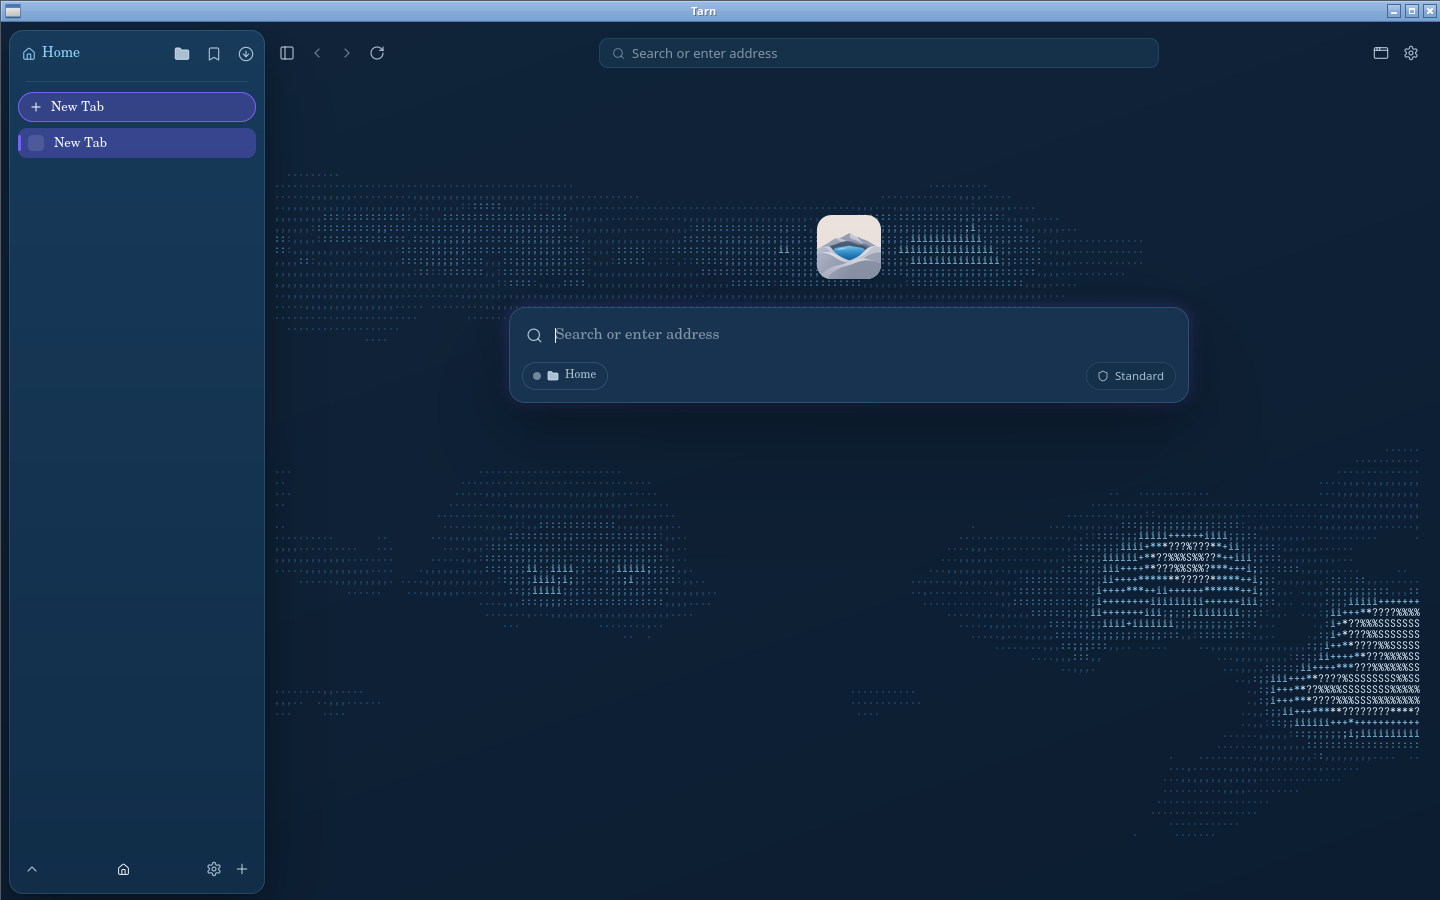 Tarn
Home
Search or enter address
New Tab
New Tab
Search or enter address
Home
Standard